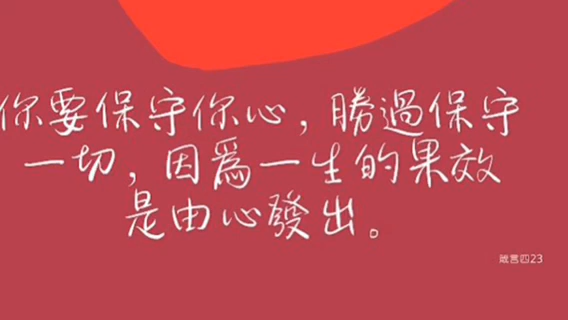 你要保守你心，勝過保守
一切，因爲一生的果效
是由心發出。
箴言四23